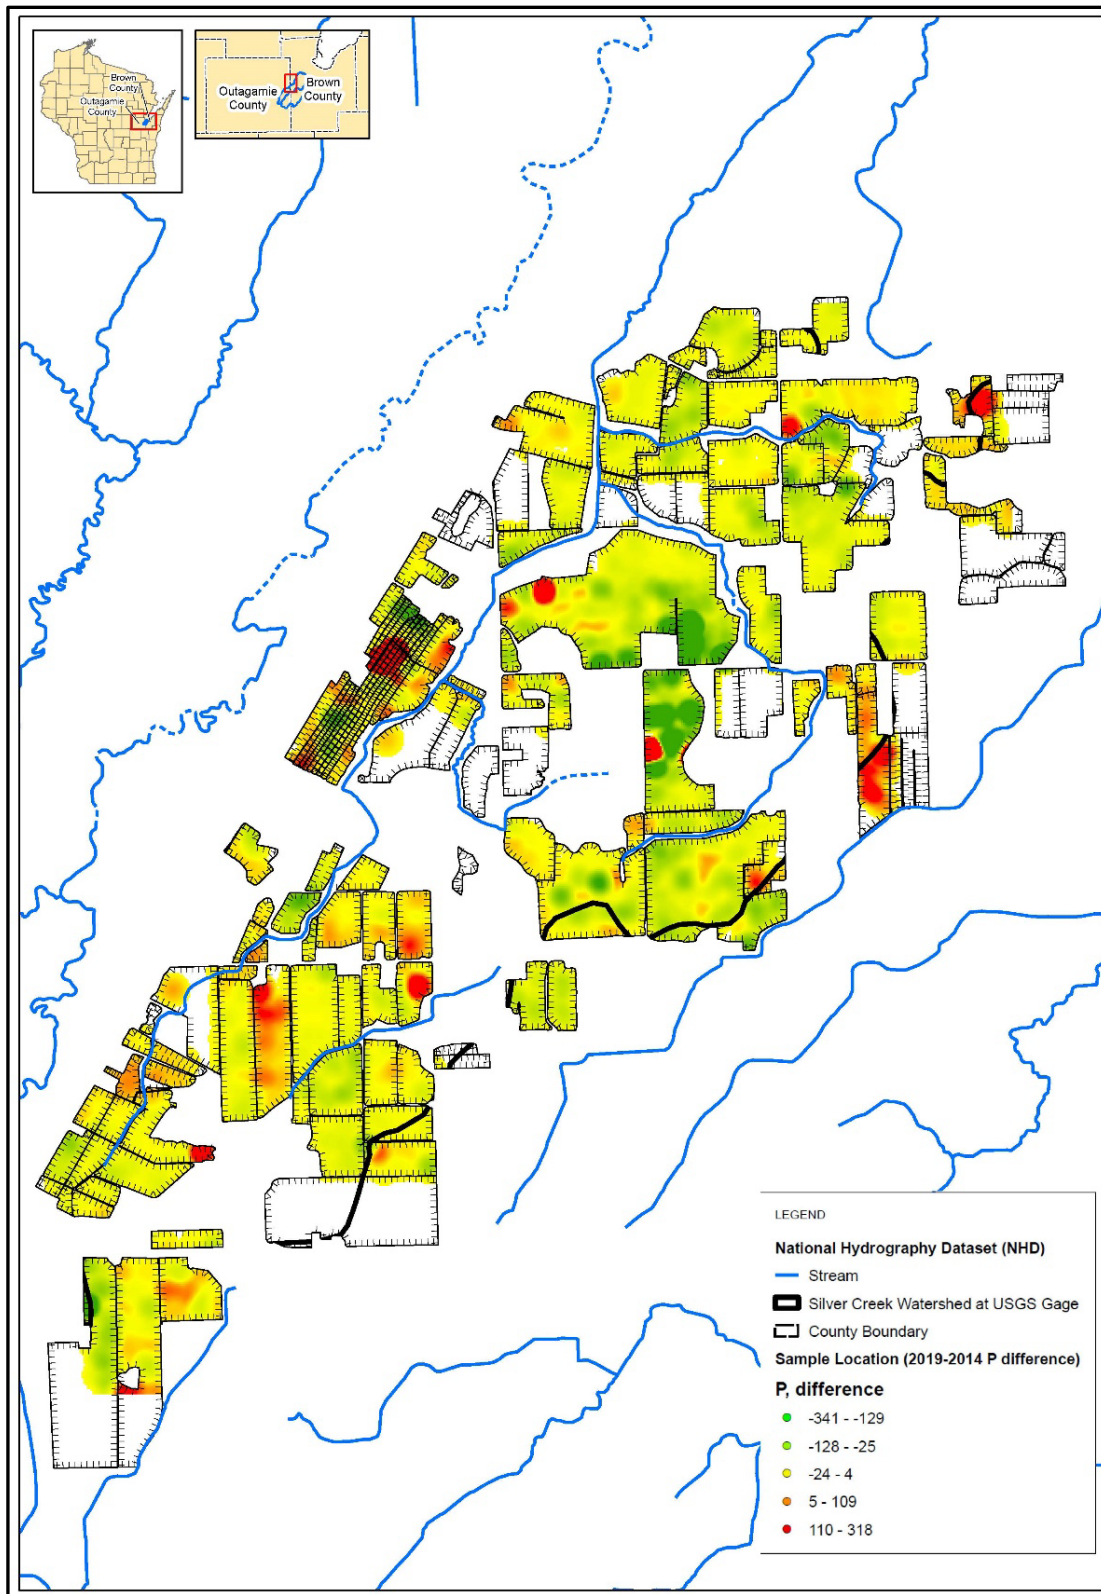 Brown
County
Outagamie
County
Outagamie
County
Brown
County
LEGEND
National Hydrography Dataset (NHD)
Stream
Silver Creek Watershed at USGS Gage
County Boundary
Sample Location (2019-2014 P difference)
P, difference
-341 - -129
-128 - -25
-24 - 4
5 - 109
110 - 318